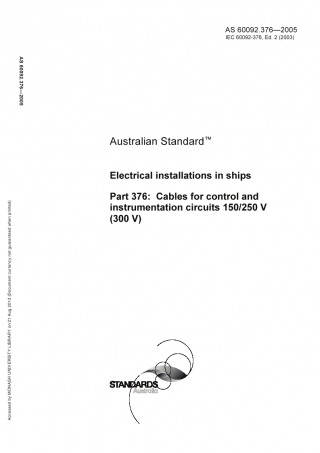 AS 60092.376—2005
IEC 60092-376, Ed. 2 (2003)
AS 60092.376—2005
Australian Standard™
Electrical installations in ships
Part 376: Cables for control and
instrumentation circuits 150/250 V
(300 V)
STANDARDS
Australia
Accessed by MONASH UNIVERSITY LIBRARY on 21 Aug 2010 (Document currency not guaranteed when printed)